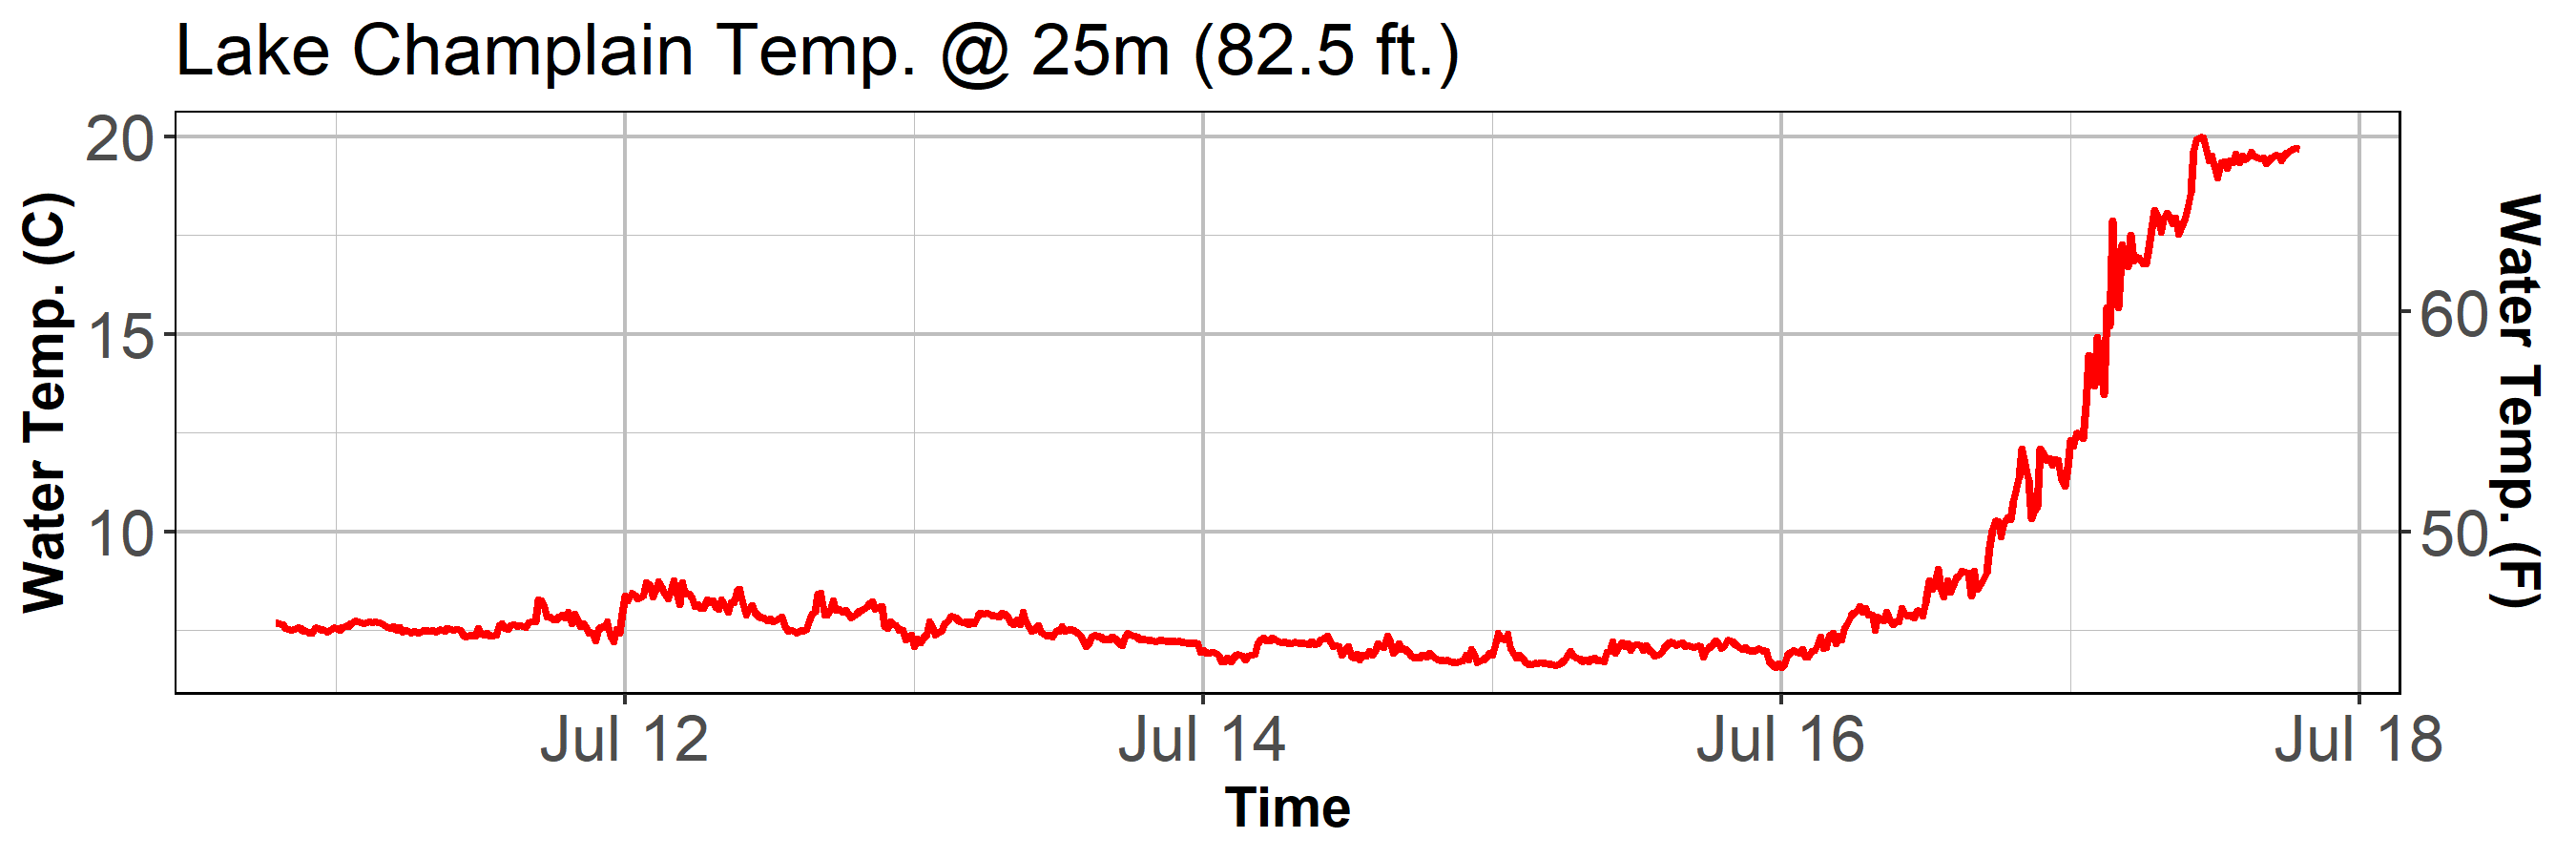 Lake Champlain Temp. @ 25m (82.5 ft.)
Water Temp. (C)
20
15
10
60
50
Water Temp. (F)
Jul 12
Jul 14
Jul 16
Jul 18
Time